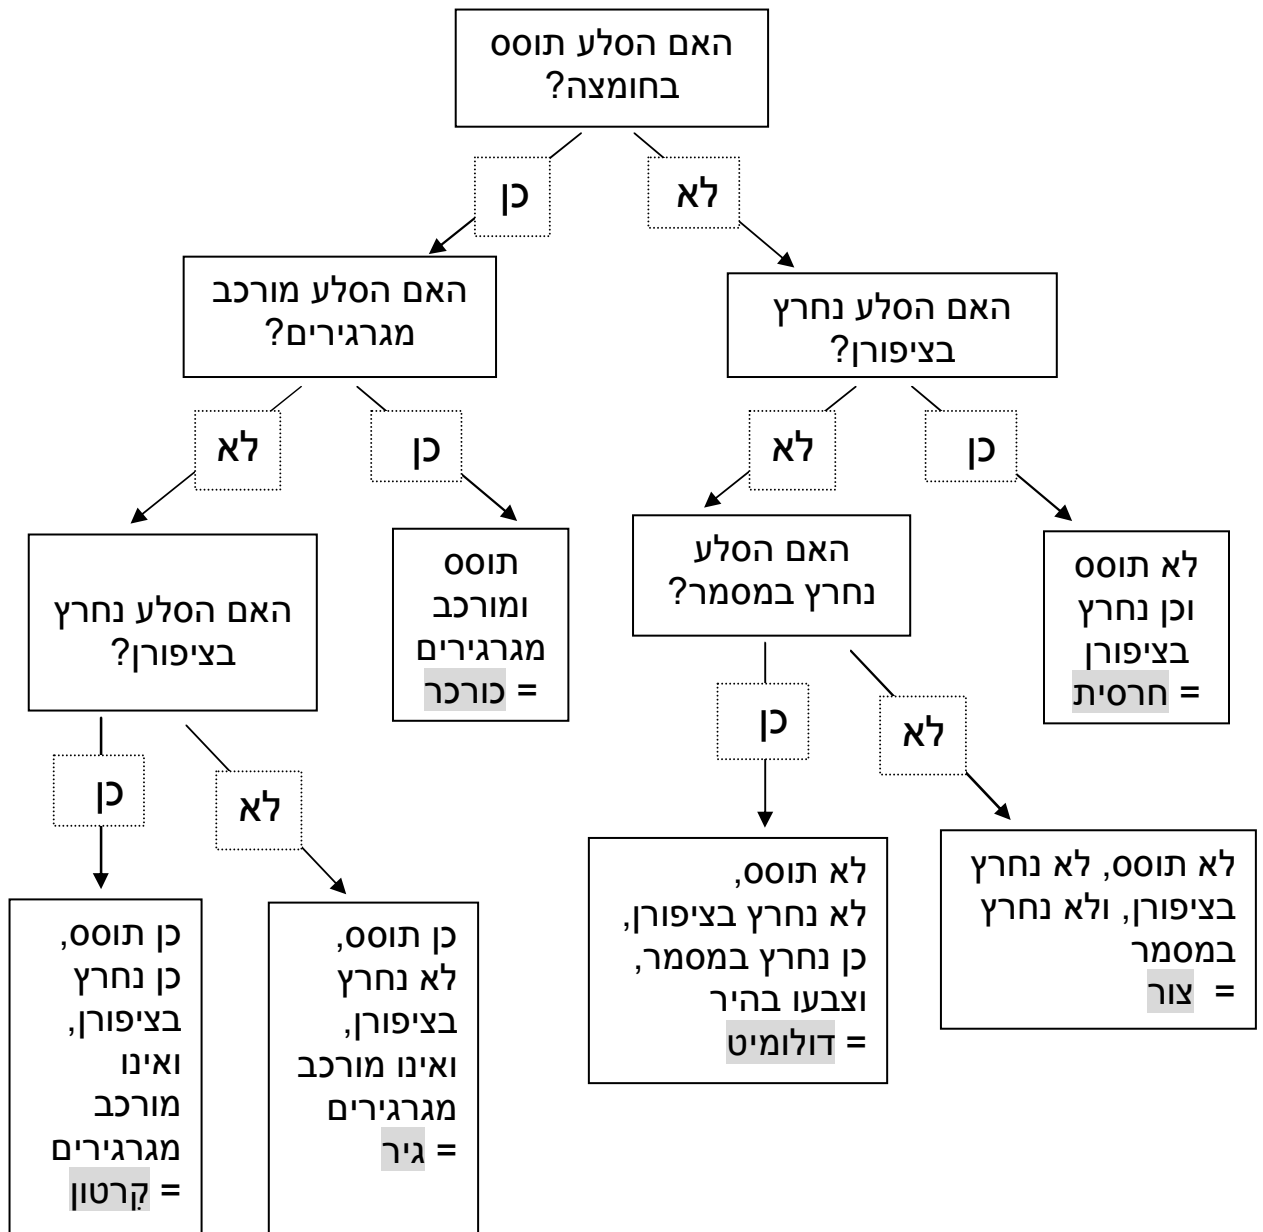 האם הסלע תוסס
בחומצה?
כן
לא
האם הסלע מורכב
מגרגירים?
האם הסלע נחרץ
בציפורן?
לא
כן
לא
כן
האם הסלע נחרץ
בציפורן?
תוסס
ומורכב
מגרגירים
= כורכר
האם הסלע
נחרץ במסמר?
לא תוסס
וכן נחרץ
בציפורן
= חרסית
כן
לא
כן
לא
כן תוסס,
כן נחרץ
בציפורן,
ואינו
מורכב
מגרגירים
= קִרטון
כן תוסס,
לא נחרץ
בציפורן,
ואינו מורכב
מגרגירים
= גיר
לא תוסס,
לא נחרץ בציפורן,
כן נחרץ במסמר,
וצבעו בהיר
= דולומיט
לא תוסס, לא נחרץ
בציפורן, ולא נחרץ
במסמר
= צור